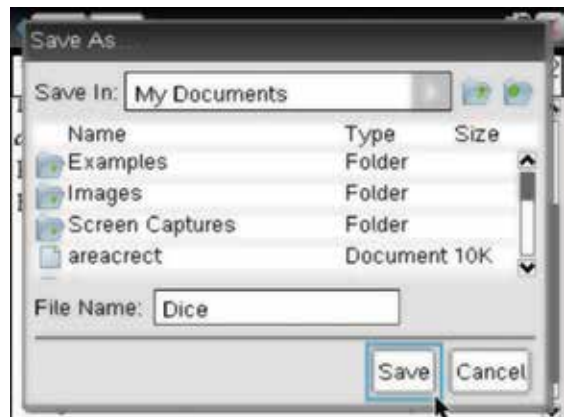 Save As...
Save In: My Documents
Name Type Size
Examples Folder
Images Folder
Screen Captures Folder
areacrect Document 10K
File Name: Dice
Save Cancel